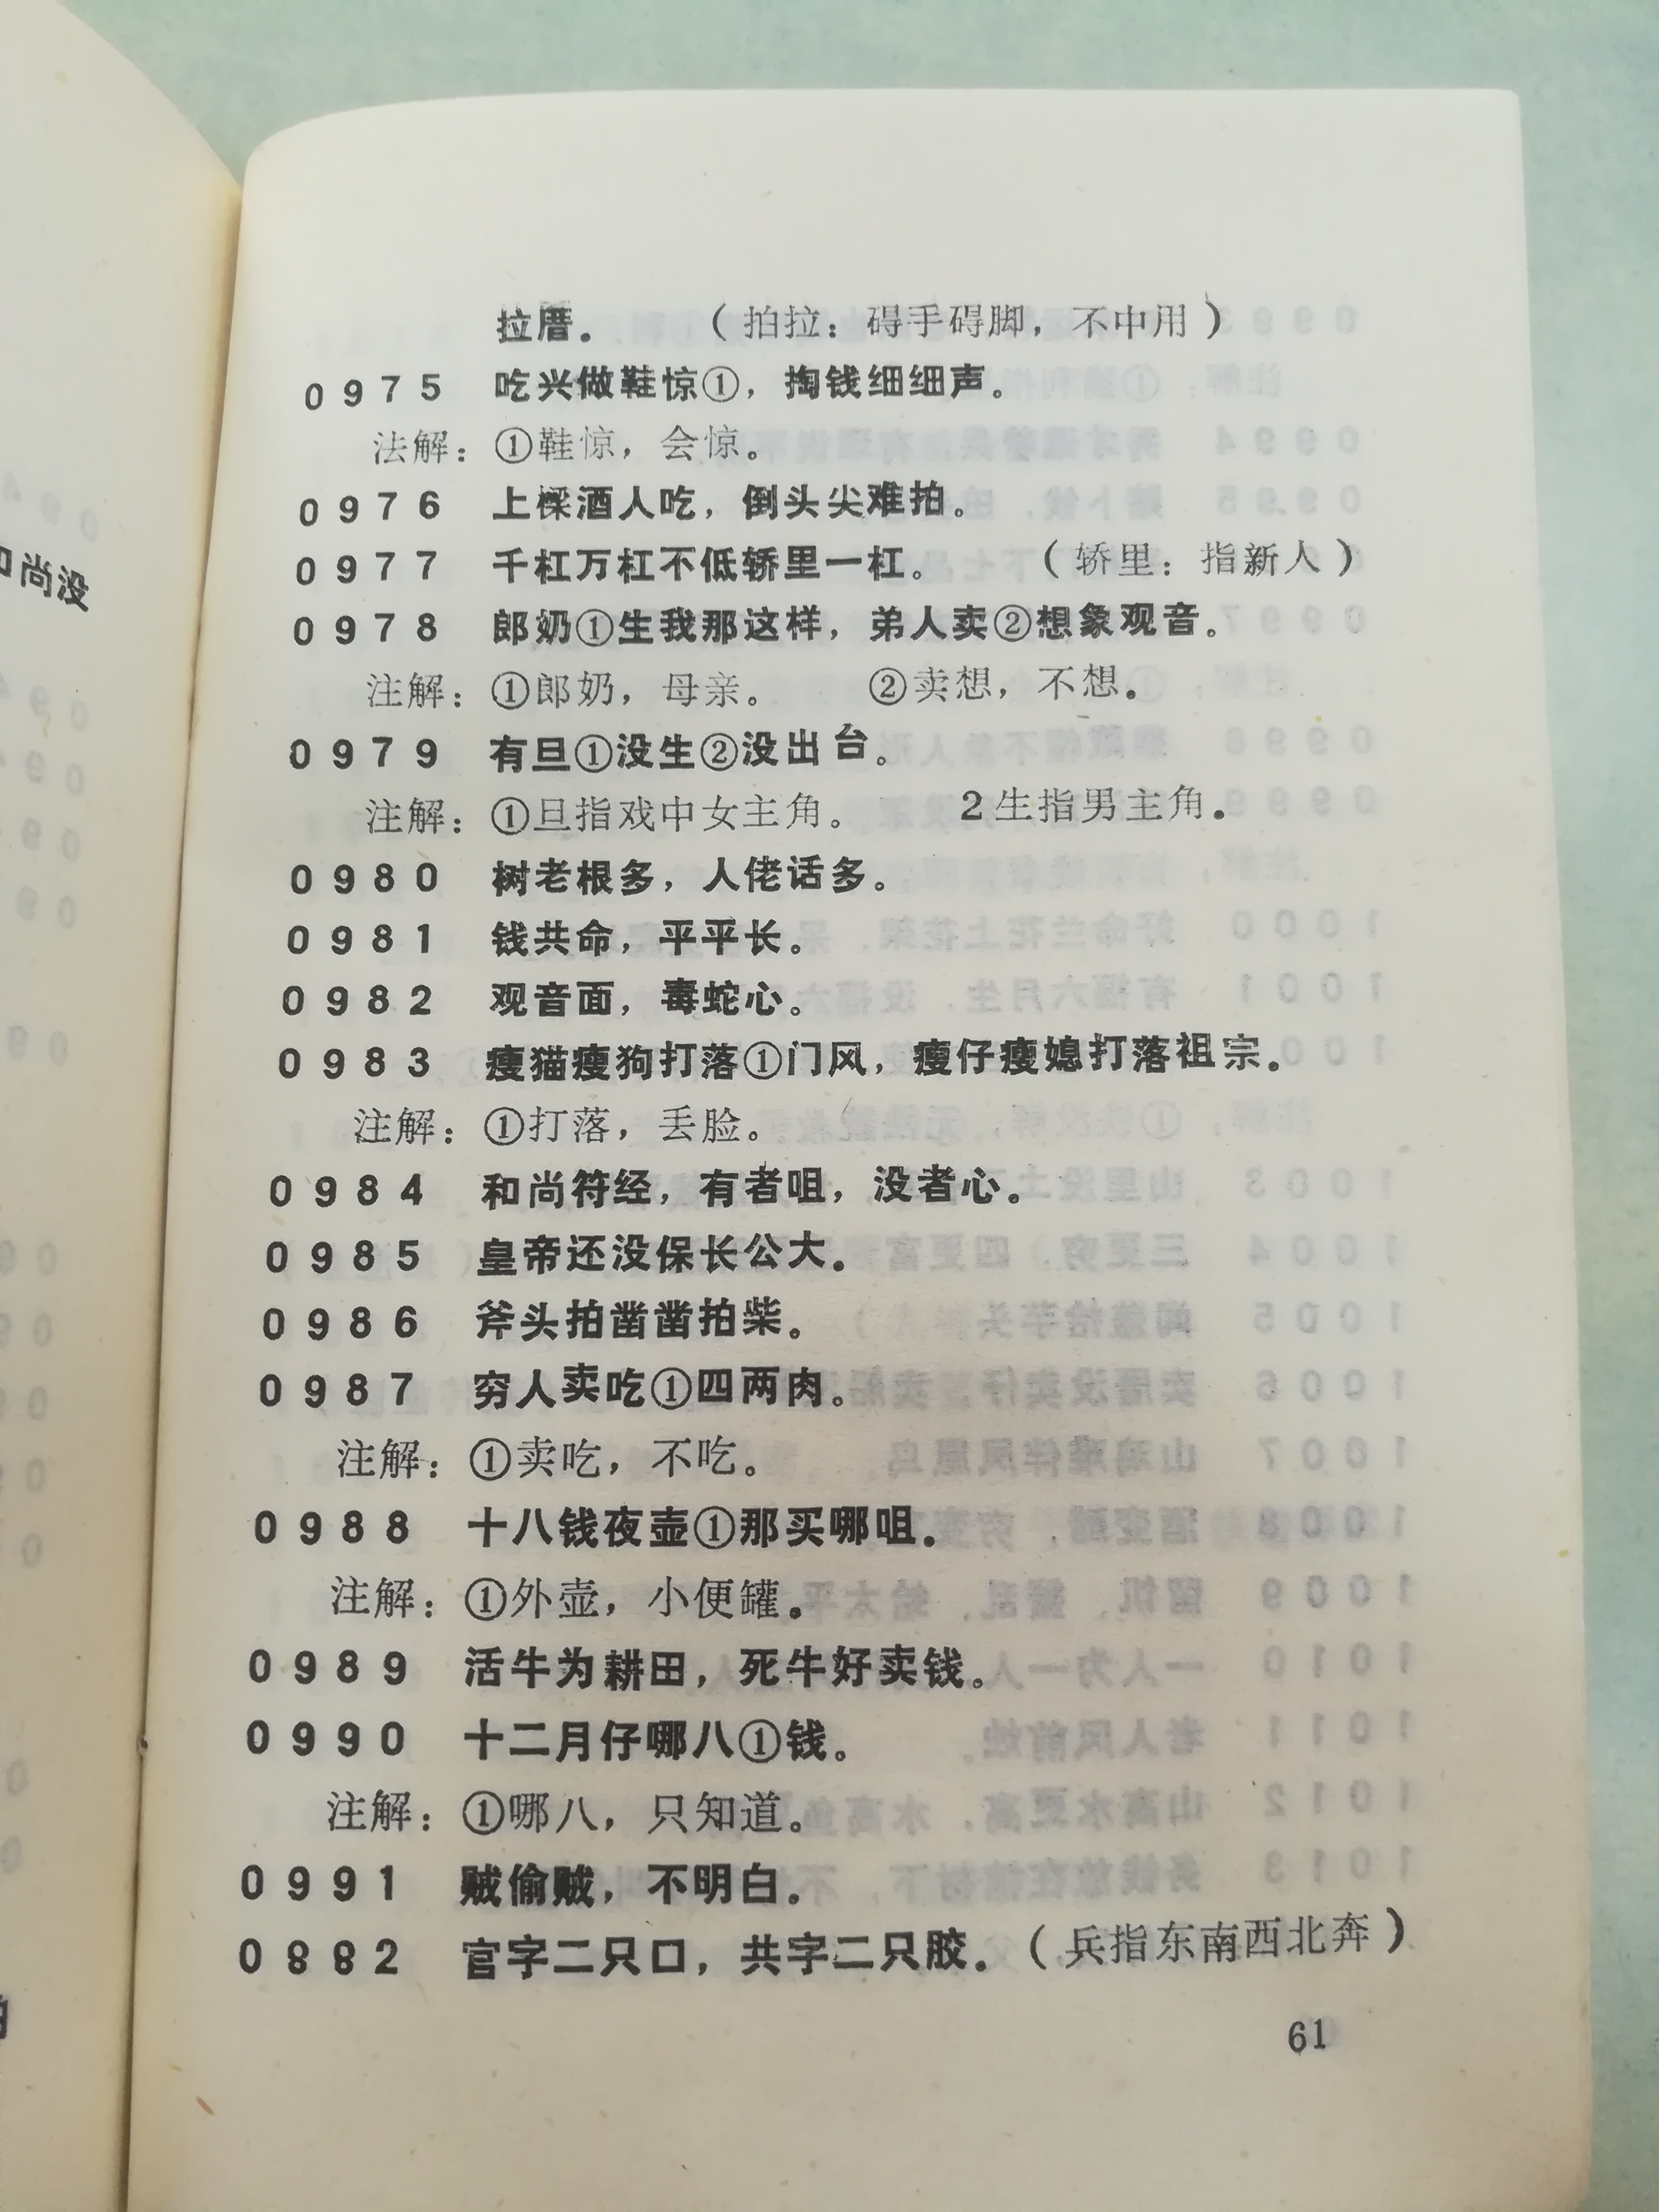 拉厝。 （拍拉：碍手碍脚，不中用）
0975 吃兴做鞋惊①，掏钱细细声。
法解：①鞋惊，会惊。
0976 上樑酒人吃，倒头尖难拍。
0977 千杠万杠不低轿里一杠。 （轿里：指新人）
0978 郎奶①生我那这样，弟人卖②想象观音。
注解：①郎奶，母亲。 ②卖想，不想。
0979 有旦①没生②没出台。
注解：①旦指戏中女主角。 2生指男主角。
0980 树老根多，人佬话多。
0981 钱共命，平平长。
0982 观音面，毒蛇心。
0983 瘦猫瘦狗打落①门风，瘦仔瘦媳打落祖宗。
注解：①打落，丢脸。
0984 和尚符经，有者咀，没者心。
0985 皇帝还没保长公大。
0986 斧头拍凿凿拍柴。
0987 穷人卖吃①四两肉。
注解：①卖吃，不吃。
0988 十八钱夜壶①那买哪咀。
注解：①外壶，小便罐。
0989 活牛为耕田，死牛好卖钱。
0990 十二月仔哪八①钱。
注解：①哪八，只知道。
0991 贼偷贼，不明白。
0882 官字二只口，共字二只胶。（兵指东南西北奔）
61
尚没